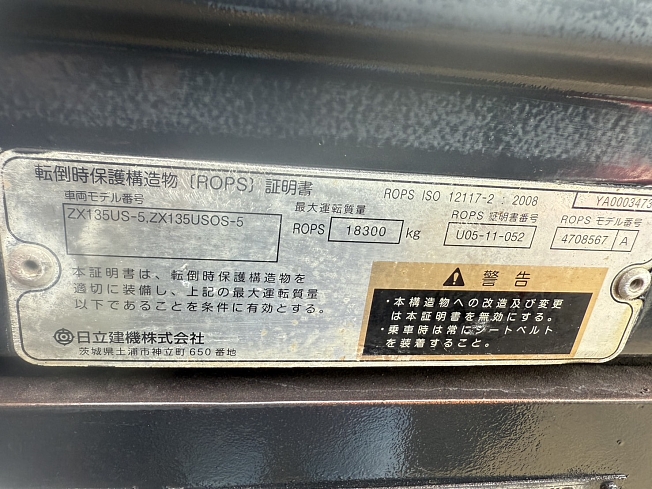 転倒時保護構造物 (ROPS) 証明書
ROPS ISO 12117-2 : 2008
YA0003473
車両モデル番号
ZX135US-5,ZX135USOS-5
最大運転質量
ROPS 18300 kg
ROPS 証明書番号
U05-11-052
ROPS モデル番号
4708567 A
本証明書は、転倒時保護構造物を
適切に装備し、上記の最大運転質量
以下であることを条件に有効とする。
日立建機株式会社
茨城県土浦市神立町 650 番地
警告
・本構造物への改造及び変更
は本証明書を無効にする。
・乗車時は常にシートベルト
を装着すること。